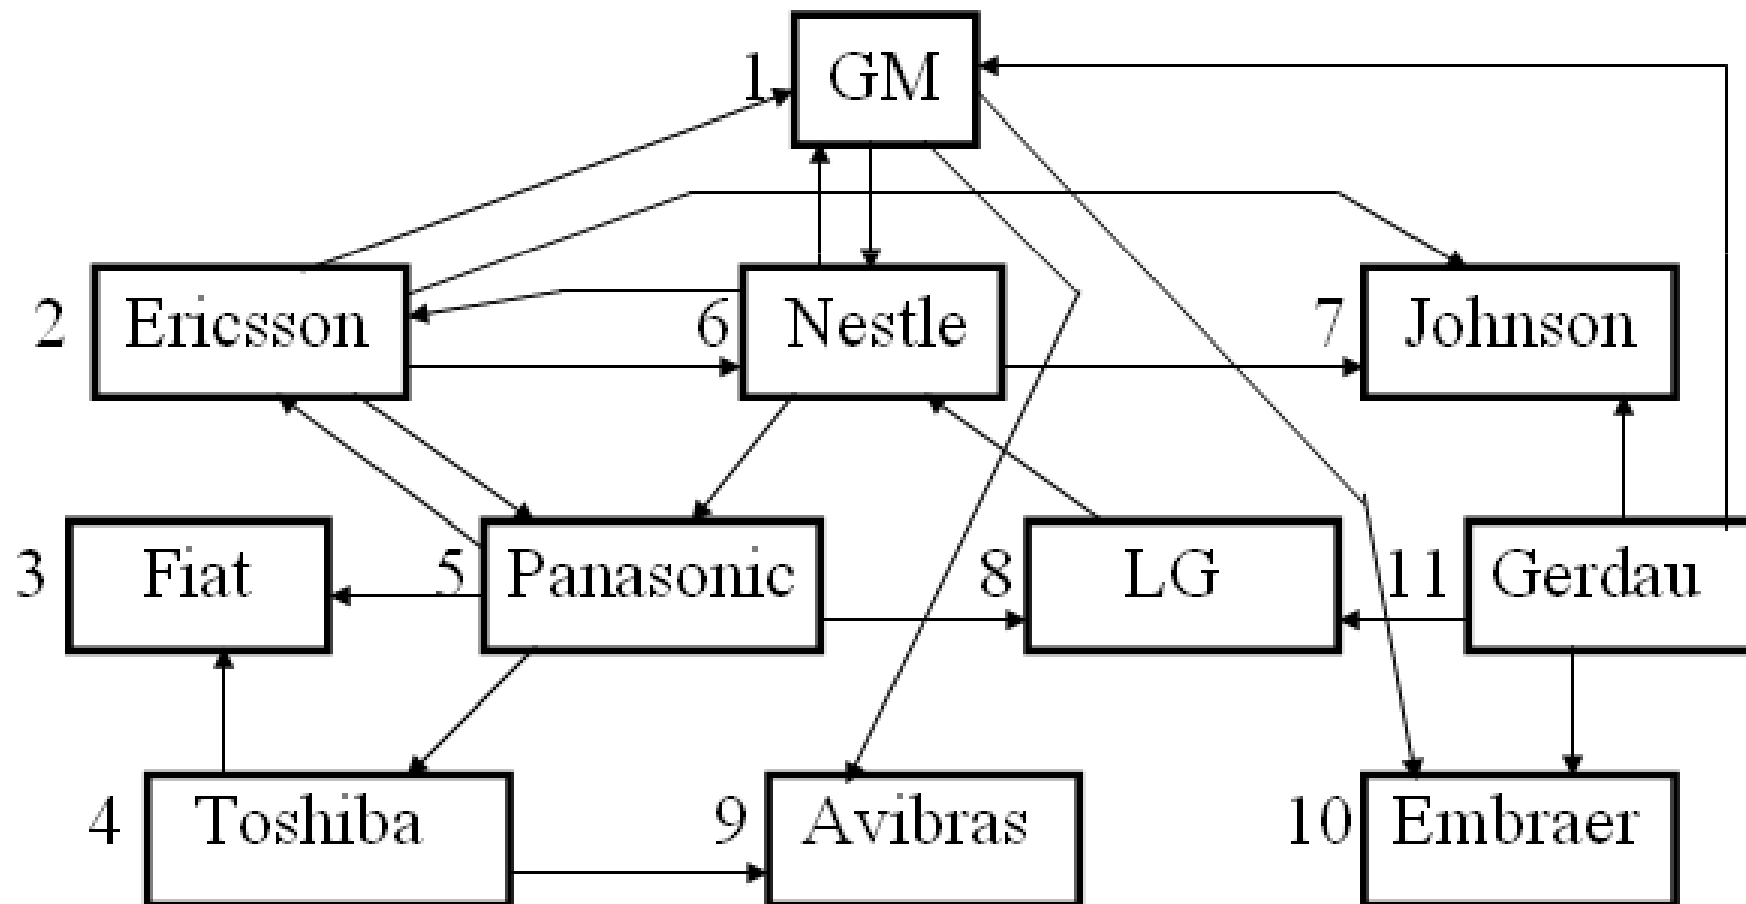 1 GM
2 Ericsson 6 Nestle 7 Johnson
3 Fiat 5 Panasonic 8 LG 11 Gerdau
4 Toshiba 9 Avibras 10 Embraer